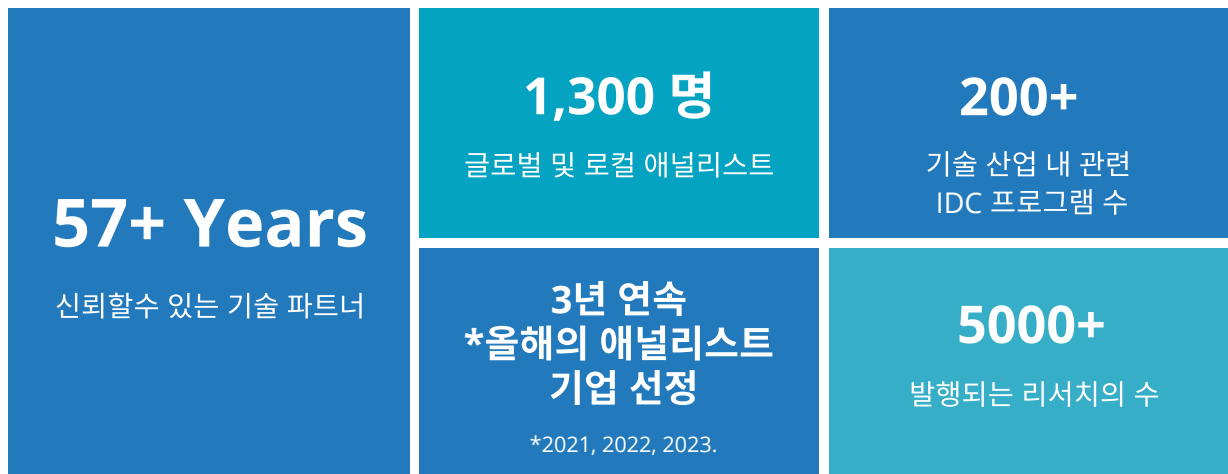 57+ Years
신뢰할수 있는 기술 파트너
1,300 명
글로벌 및 로컬 애널리스트
200+
기술 산업 내 관련
IDC 프로그램 수
3년 연속
*올해의 애널리스트
기업 선정
*2021, 2022, 2023.
5000+
발행되는 리서치의 수